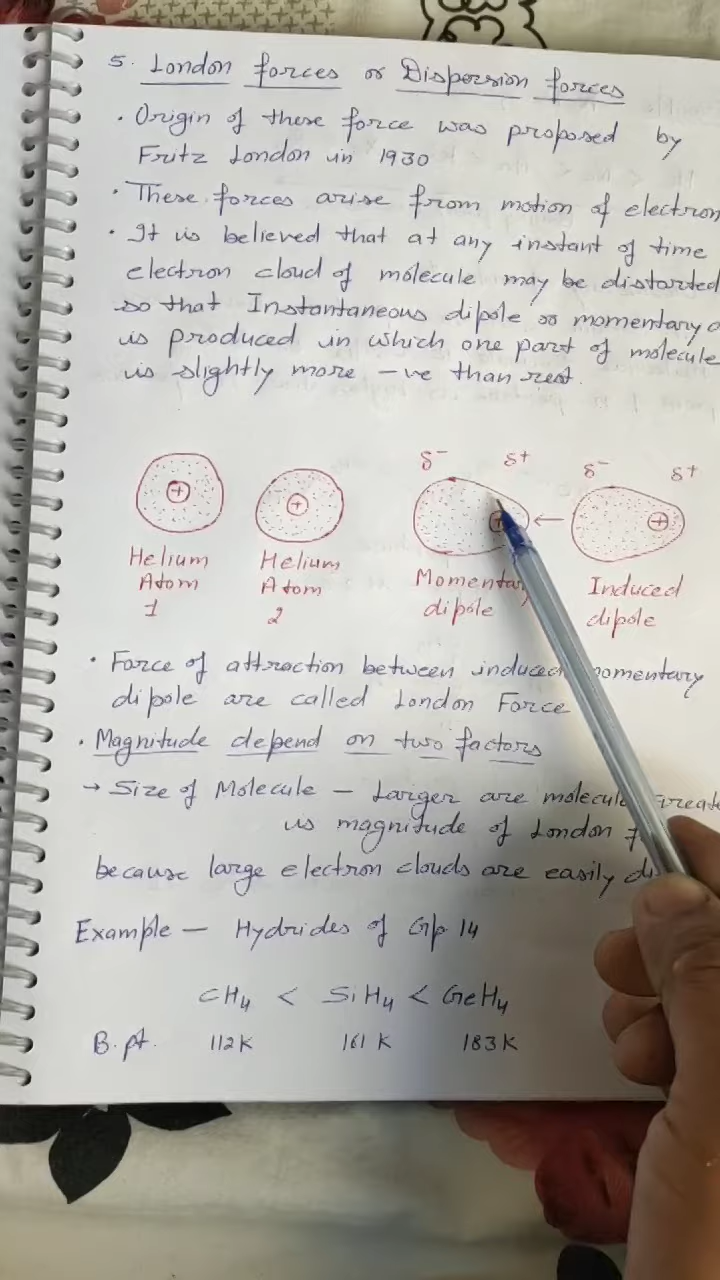 5. London forces or Dispersion forces
· Origin of these force was proposed by
Fritz London in 1930
· These forces arise from motion of electron
· It is believed that at any instant of time
electron cloud of molecule may be distorted
so that Instantaneous dipole or momentary
is produced in which one part of molecule
is slightly more -ve than rest.
δ- δ+ δ- δ+
+ + + ← +
Helium Atom 1
Helium Atom 2
Momentary dipole
Induced dipole
· Force of attraction between induced momentary
dipole are called London Force
· Magnitude depend on two factors
→ Size of Molecule - Larger are molecule
is magnitude of London
because large electron clouds are easily
Example - Hydrides of Gp 14
CH4 < SiH4 < GeH4
B.pt. 112K 161 K 183K